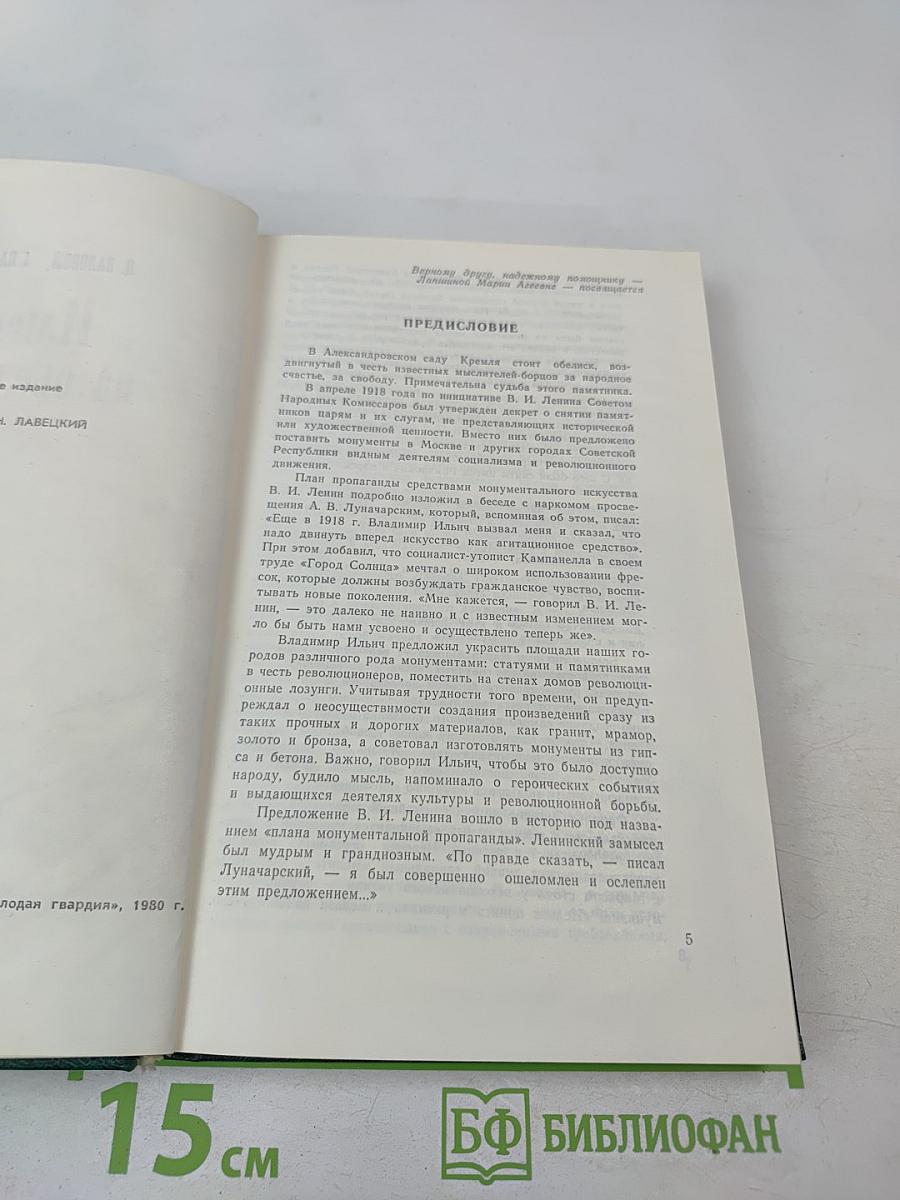 е издание
Н. ЛАВЕЦКИЙ
лодая гвардия», 1980 г.
Верному другу, надежному помощнику —
Лапшиной Марии Агеевне — посвящается
ПРЕДИСЛОВИЕ
В Александровском саду Кремля стоит обелиск, воз-
двигнутый в честь известных мыслителей-борцов за народное
счастье, за свободу. Примечательна судьба этого памятника.
В апреле 1918 года по инициативе В. И. Ленина Советом
Народных Комиссаров был утвержден декрет о снятии памят-
ников царям и их слугам, не представляющих исторической
или художественной ценности. Вместо них было предложено
поставить монументы в Москве и других городах Советской
Республики видным деятелям социализма и революционного
движения.
План пропаганды средствами монументального искусства
В. И. Ленин подробно изложил в беседе с наркомом просве-
щения А. В. Луначарским, который, вспоминая об этом, писал:
«Еще в 1918 г. Владимир Ильич вызвал меня и сказал, что
надо двинуть вперед искусство как агитационное средство».
При этом добавил, что социалист-утопист Кампанелла в своем
труде «Город Солнца» мечтал о широком использовании фре-
сок, которые должны возбуждать гражданское чувство, воспи-
тывать новые поколения. «Мне кажется, — говорил В. И. Ле-
нин, — это далеко не наивно и с известным изменением мог-
ло бы быть нами усвоено и осуществлено теперь же».
Владимир Ильич предложил украсить площади наших го-
родов различного рода монументами: статуями и памятниками
в честь революционеров, поместить на стенах домов революци-
онные лозунги. Учитывая трудности того времени, он предуп-
реждал о неосуществимости создания произведений сразу из
таких прочных и дорогих материалов, как гранит, мрамор,
золото и бронза, а советовал изготовлять монументы из гип-
са и бетона. Важно, говорил Ильич, чтобы это было доступно
народу, будило мысль, напоминало о героических событиях
и выдающихся деятелях культуры и революционной борьбы.
Предложение В. И. Ленина вошло в историю под назва-
нием «плана монументальной пропаганды». Ленинский замысел
был мудрым и грандиозным. «По правде сказать, — писал
Луначарский, — я был совершенно ошеломлен и ослеплен
этим предложением...»
5
15 см
БФ БИБЛИОФАН